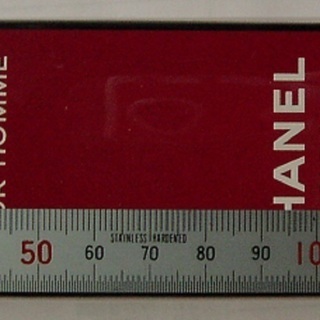 HOMME
HANEL
STAINLESS HARDENED
50 60 70 80 90 10